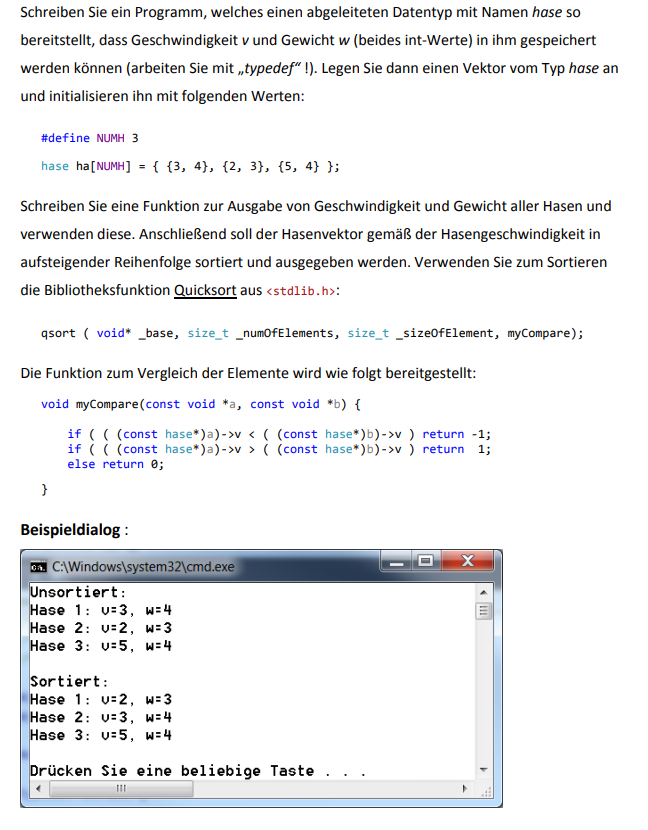 Schreiben Sie ein Programm, welches einen abgeleiteten Datentyp mit Namen hase so
bereitstellt, dass Geschwindigkeit v und Gewicht w (beides int-Werte) in ihm gespeichert
werden können (arbeiten Sie mit „typedef“ !). Legen Sie dann einen Vektor vom Typ hase an
und initialisieren ihn mit folgenden Werten:
#define NUMH 3
hase ha[NUMH] = { {3, 4}, {2, 3}, {5, 4} };
Schreiben Sie eine Funktion zur Ausgabe von Geschwindigkeit und Gewicht aller Hasen und
verwenden diese. Anschließend soll der Hasenvektor gemäß der Hasengeschwindigkeit in
aufsteigender Reihenfolge sortiert und ausgegeben werden. Verwenden Sie zum Sortieren
die Bibliotheksfunktion Quicksort aus <stdlib.h>:
qsort ( void* _base, size_t _numOfElements, size_t _sizeOfElement, myCompare);
Die Funktion zum Vergleich der Elemente wird wie folgt bereitgestellt:
void myCompare(const void *a, const void *b) {
if ( ( (const hase*)a)->v < ( (const hase*)b)->v ) return -1;
if ( ( (const hase*)a)->v > ( (const hase*)b)->v ) return 1;
else return 0;
}
Beispieldialog :
C:\Windows\system32\cmd.exe
Unsortiert:
Hase 1: v=3, w=4
Hase 2: v=2, w=3
Hase 3: v=5, w=4
Sortiert:
Hase 1: v=2, w=3
Hase 2: v=3, w=4
Hase 3: v=5, w=4
Drücken Sie eine beliebige Taste . . .